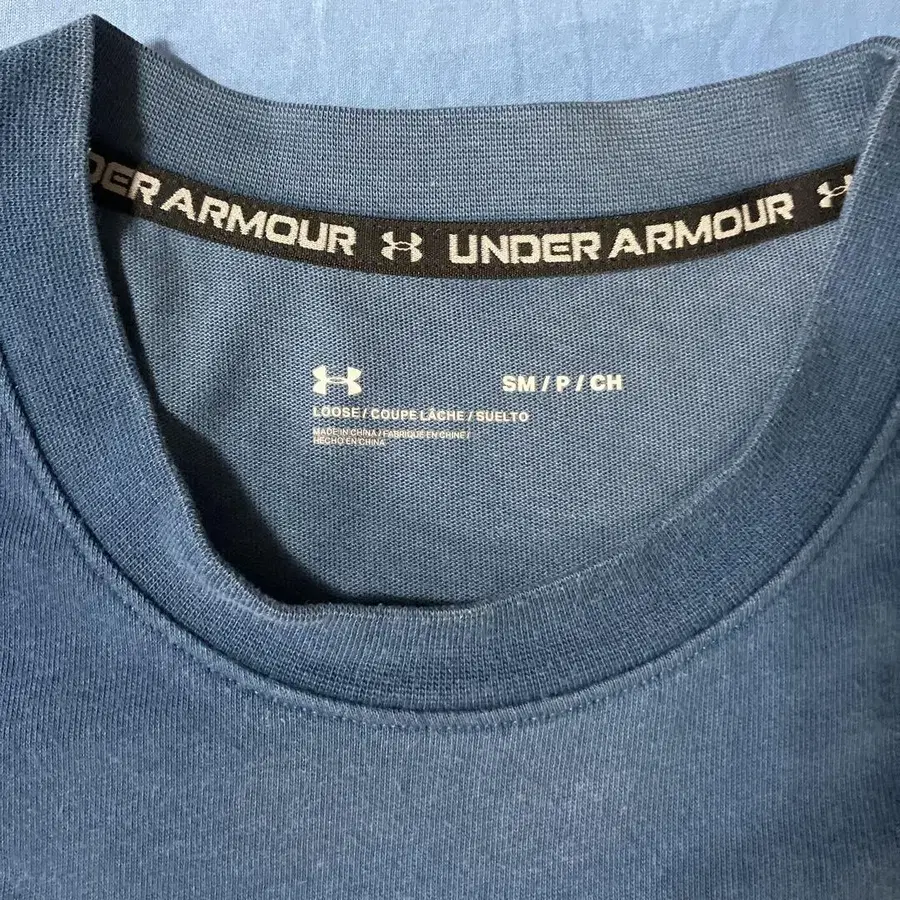 DER ARMOUR UNDER ARMOUR
SM / P / CH
LOOSE / COUPE LÂCHE / SUELTO
MADE IN CHINA / FABRIQUÉ EN CHINE /
HECHO EN CHINA